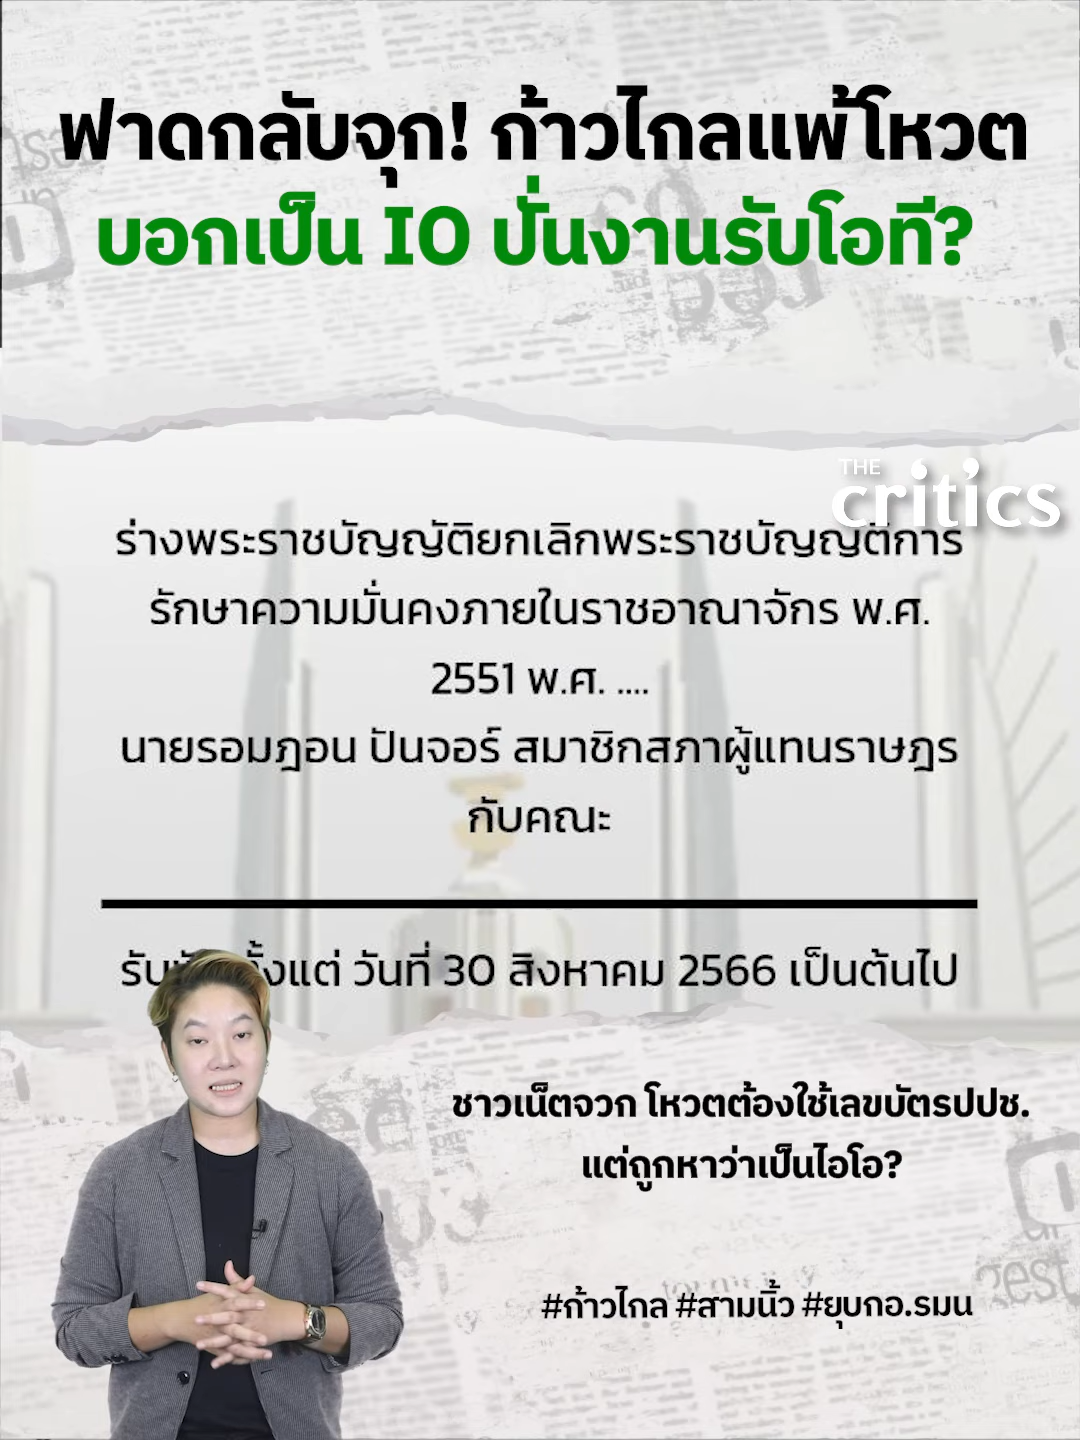 ฟาดกลับจุก! ก้าวไกลแพ้โหวต
บอกเป็น IO ปั่นงานรับโอที?
THE
critics
ร่างพระราชบัญญัติยกเลิกพระราชบัญญัติการ
รักษาความมั่นคงภายในราชอาณาจักร พ.ศ.
2551 พ.ศ. ....
นายรอมฎอน ปันจอร์ สมาชิกสภาผู้แทนราษฎร
กับคณะ
วันที่ 30 สิงหาคม 2566 เป็นต้นไป
ชาวเน็ตจวก โหวตต้องใช้เลขบัตรปปช.
แต่ถูกหาว่าเป็นไอโอ?
#ก้าวไกล #สามนิ้ว #ยุบกอ.รมน